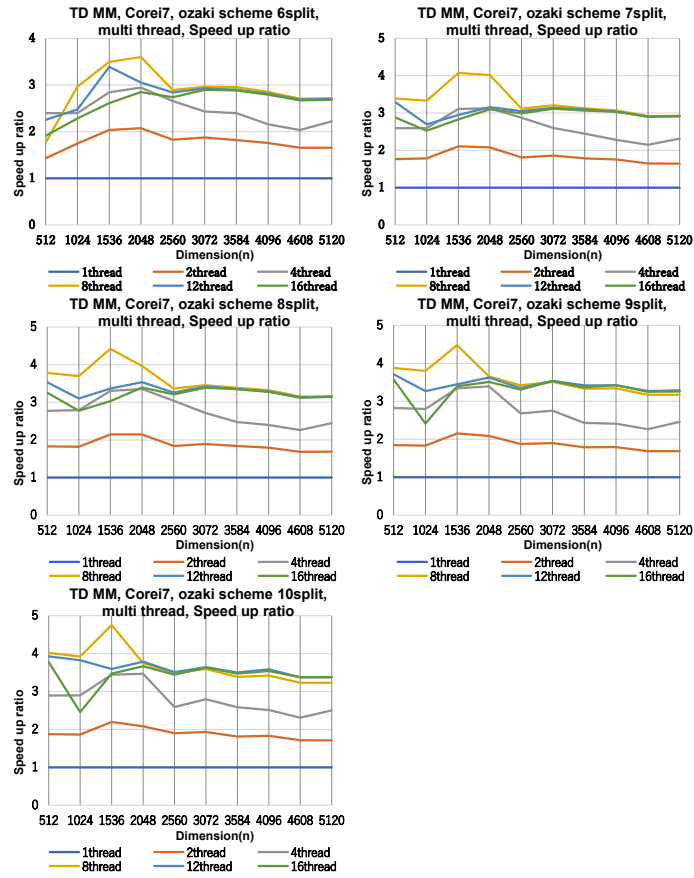 TD MM, Corei7, ozaki scheme 6split,
multi thread, Speed up ratio
Speed up ratio
4
3
2
1
0
512 1024 1536 2048 2560 3072 3584 4096 4608 5120
Dimension(n)
1thread 2thread 4thread
8thread 12thread 16thread
TD MM, Corei7, ozaki scheme 7split,
multi thread, Speed up ratio
Speed up ratio
5
4
3
2
1
0
512 1024 1536 2048 2560 3072 3584 4096 4608 5120
Dimension(n)
1thread 2thread 4thread
8thread 12thread 16thread
TD MM, Corei7, ozaki scheme 8split,
multi thread, Speed up ratio
Speed up ratio
5
4
3
2
1
0
512 1024 1536 2048 2560 3072 3584 4096 4608 5120
Dimension(n)
1thread 2thread 4thread
8thread 12thread 16thread
TD MM, Corei7, ozaki scheme 9split,
multi thread, Speed up ratio
Speed up ratio
5
4
3
2
1
0
512 1024 1536 2048 2560 3072 3584 4096 4608 5120
Dimension(n)
1thread 2thread 4thread
8thread 12thread 16thread
TD MM, Corei7, ozaki scheme 10split,
multi thread, Speed up ratio
Speed up ratio
5
4
3
2
1
0
512 1024 1536 2048 2560 3072 3584 4096 4608 5120
Dimension(n)
1thread 2thread 4thread
8thread 12thread 16thread